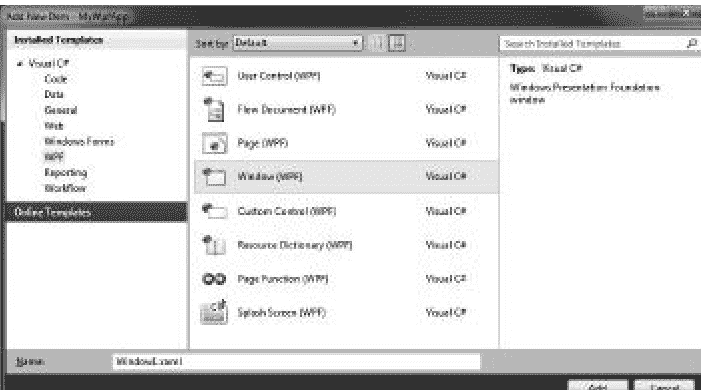 Add New Item - MyWpfApp
Installed Templates
Sort by: Default
Search Installed Templates
Visual C#
Code
Data
General
Web
Windows Forms
WPF
Reporting
Workflow
Online Templates
User Control (WPF) Visual C#
Flow Document (WPF) Visual C#
Page (WPF) Visual C#
Window (WPF) Visual C#
Custom Control (WPF) Visual C#
Resource Dictionary (WPF) Visual C#
Page Function (WPF) Visual C#
Splash Screen (WPF) Visual C#
Type: Visual C#
Windows Presentation Foundation
window
Name: Window1.xaml
Add Cancel